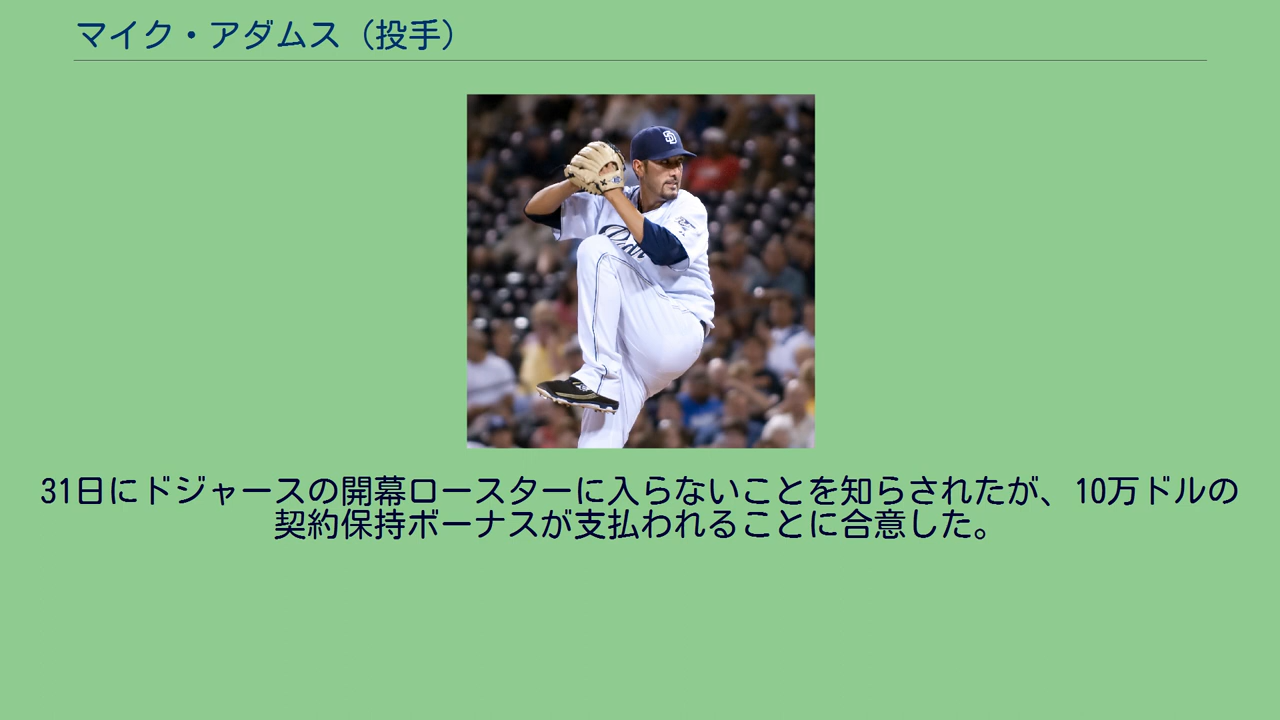 マイク・アダムス（投手）
SD
Padr
31日にドジャースの開幕ロースターに入らないことを知らされたが、10万ドルの
契約保持ボーナスが支払われることに合意した。